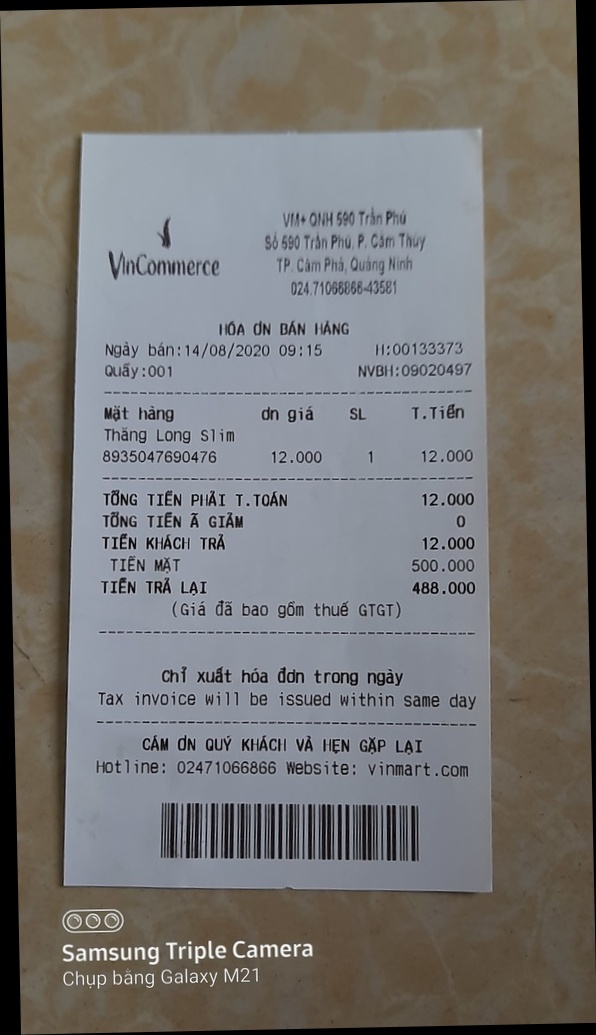 VinCommerce
VM+ QNH 590 Trần Phú
Số 590 Trần Phú, P. Cẩm Thủy
TP. Cẩm Phả, Quảng Ninh
024.71066866-43581
HÓA ƠN BÁN HÀNG
Ngày bán:14/08/2020 09:15 H:00133373
Quầy:001 NVBH:09020497
Mặt hàng ơn giá SL T.Tiền
Thăng Long Slim
8935047690476 12.000 1 12.000
TỔNG TIỀN PHẢI T.TOÁN 12.000
TỔNG TIỀN Ã GIẢM 0
TIỀN KHÁCH TRẢ 12.000
TIỀN MẶT 500.000
TIỀN TRẢ LẠI 488.000
(Giá đã bao gồm thuế GTGT)
Chỉ xuất hóa đơn trong ngày
Tax invoice will be issued within same day
CẢM ƠN QUÝ KHÁCH VÀ HẸN GẶP LẠI
Hotline: 02471066866 Website: vinmart.com
Samsung Triple Camera
Chụp bằng Galaxy M21